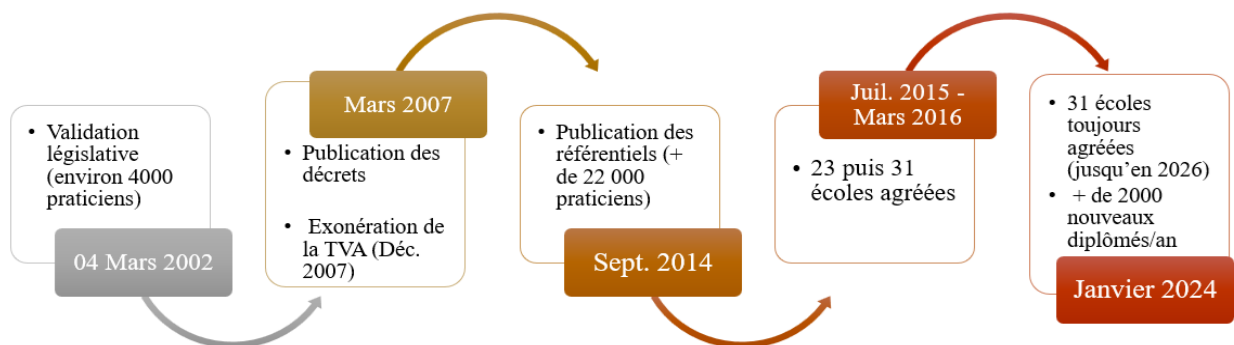 • Validation
législative
(environ 4000
praticiens)
04 Mars 2002
Mars 2007
• Publication des
décrets
• Exonération de
la TVA (Déc.
2007)
• Publication des
référentiels (+
de 22 000
praticiens)
Sept. 2014
Juil. 2015 -
Mars 2016
• 23 puis 31
écoles agréées
• 31 écoles
toujours
agréées
(jusqu’en 2026)
• + de 2000
nouveaux
diplômés/an
Janvier 2024